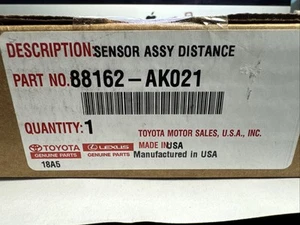 DESCRIPTION: SENSOR ASSY DISTANCE
PART NO. 88162-AK021
QUANTITY: 1
TOYOTA MOTOR SALES, U.S.A., INC.
TOYOTA LEXUS MADE IN USA
GENUINE PARTS GENUINE PARTS Manufactured in USA
18A5